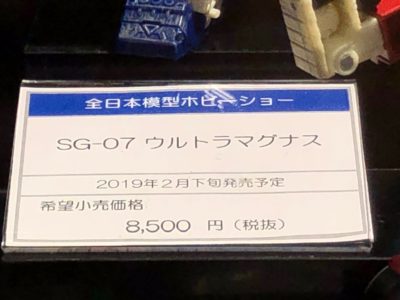 全日本模型ホビーショー
SG-07 ウルトラマグナス
2019年2月下旬発売予定
希望小売価格
8,500 円（税抜）